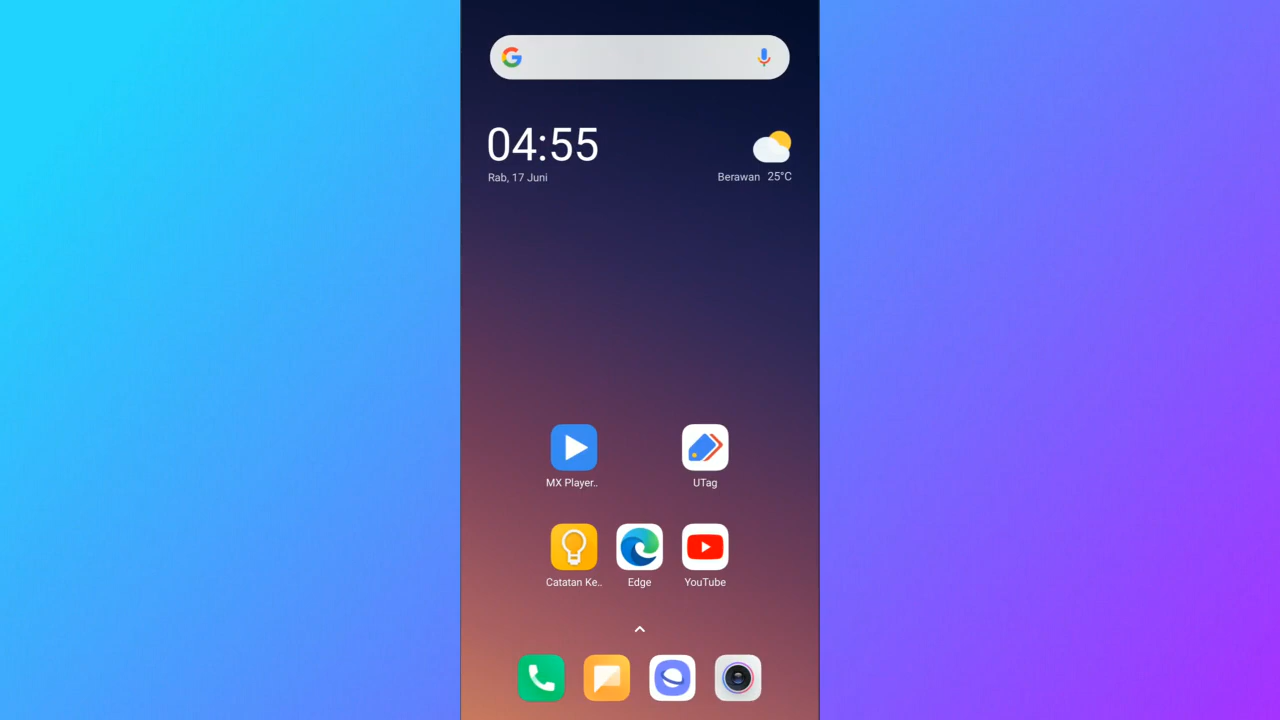 04:55
Rab, 17 Juni
Berawan 25°C
MX Player..
UTag
Catatan Ke..
Edge
YouTube